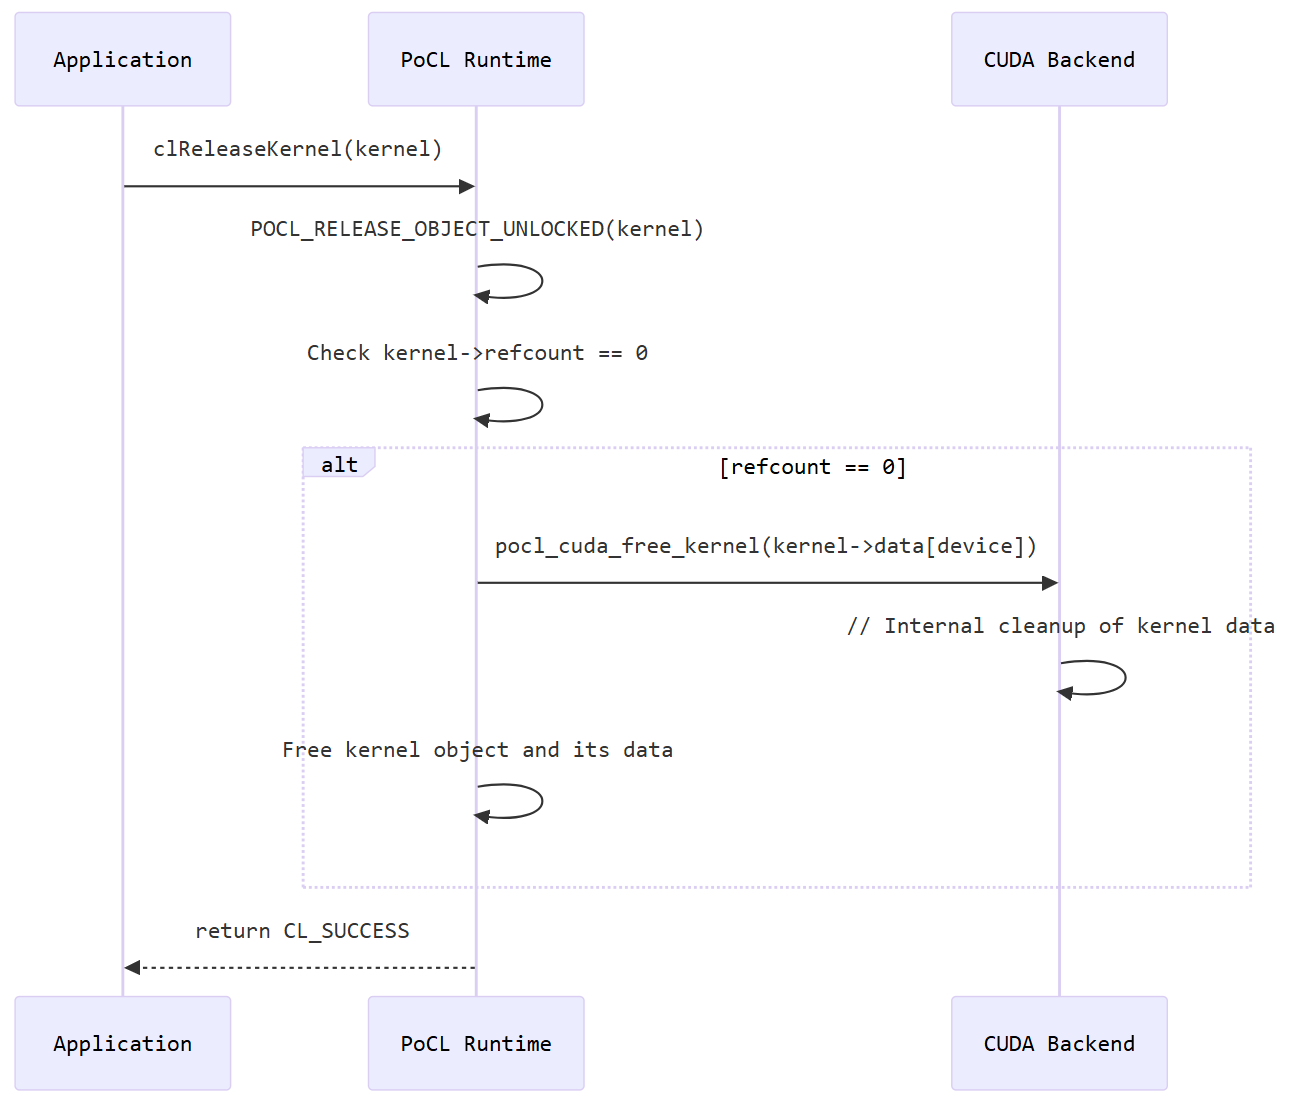 Application
PoCL Runtime
CUDA Backend
clReleaseKernel(kernel)
POCL_RELEASE_OBJECT_UNLOCKED(kernel)
Check kernel->refcount == 0
alt
[refcount == 0]
pocl_cuda_free_kernel(kernel->data[device])
// Internal cleanup of kernel data
Free kernel object and its data
return CL_SUCCESS
Application
PoCL Runtime
CUDA Backend